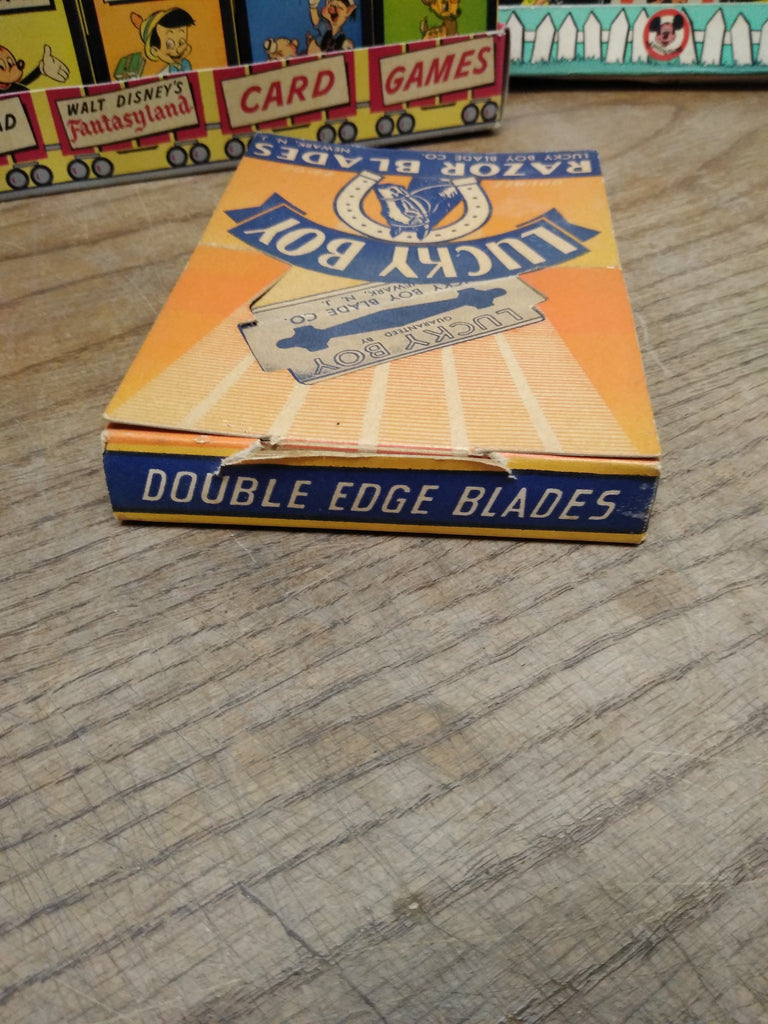 AD
WALT DISNEY'S
Fantasyland
CARD
GAMES
LUCKY BOY BLADE CO. NEWARK, N. J.
RAZOR BLADES
LUCKY BOY
LUCKY BOY
GUARANTEED BY
LUCKY BOY BLADE CO.
NEWARK, N. J.
DOUBLE EDGE BLADES